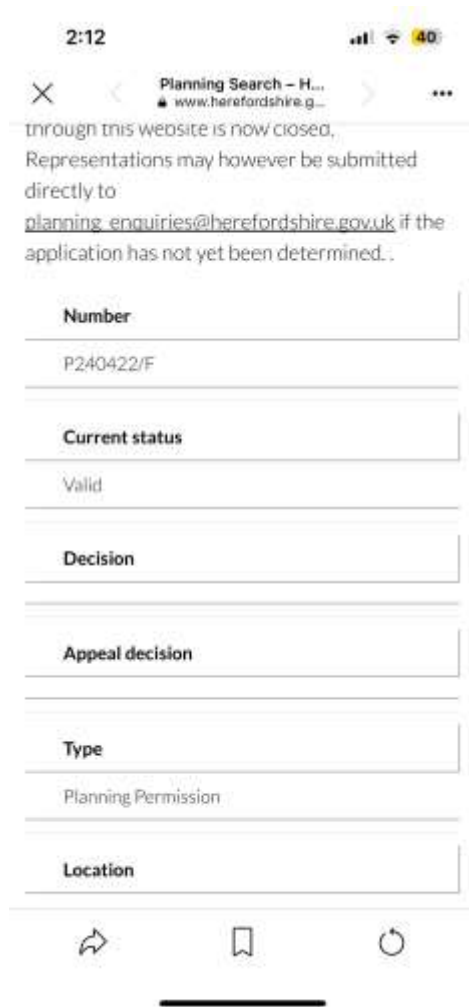 2:12
40
Planning Search – H...
www.herefordshire.g...
through this website is now closed.
Representations may however be submitted
directly to
planning_enquiries@herefordshire.gov.uk if the
application has not yet been determined. .
Number
P240422/F
Current status
Valid
Decision
Appeal decision
Type
Planning Permission
Location